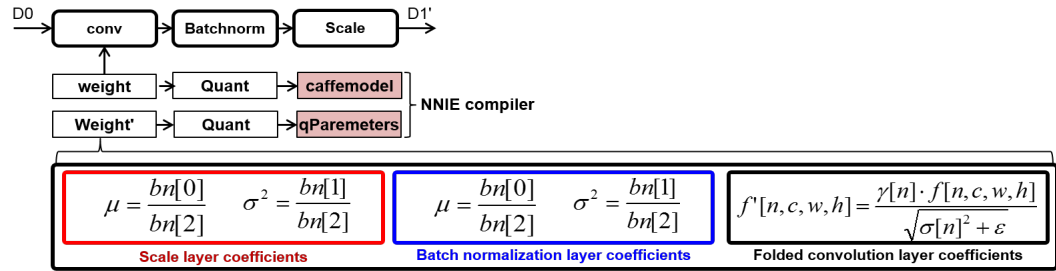 D0 conv Batchnorm Scale D1'
weight Quant caffemodel
NNIE compiler
Weight' Quant qParemeters
μ = bn[0]/bn[2] σ² = bn[1]/bn[2] μ = bn[0]/bn[2] σ² = bn[1]/bn[2] f'[n,c,w,h] = γ[n]·f[n,c,w,h]/√(σ[n]²+ε)
Scale layer coefficients Batch normalization layer coefficients Folded convolution layer coefficients